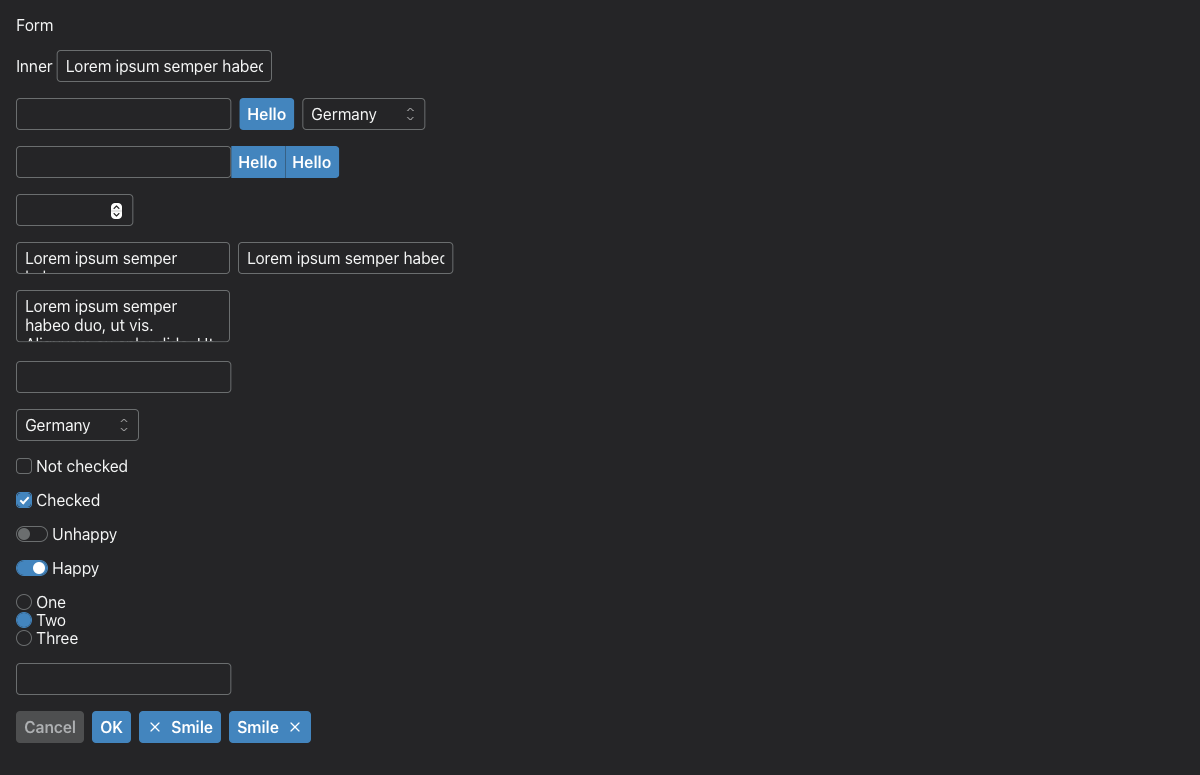 Form
Inner Lorem ipsum semper habec
Hello Germany
Hello Hello
Lorem ipsum semper Lorem ipsum semper habec
Lorem ipsum semper
habeo duo, ut vis.
Germany
Not checked
Checked
Unhappy
Happy
One
Two
Three
Cancel OK × Smile Smile ×